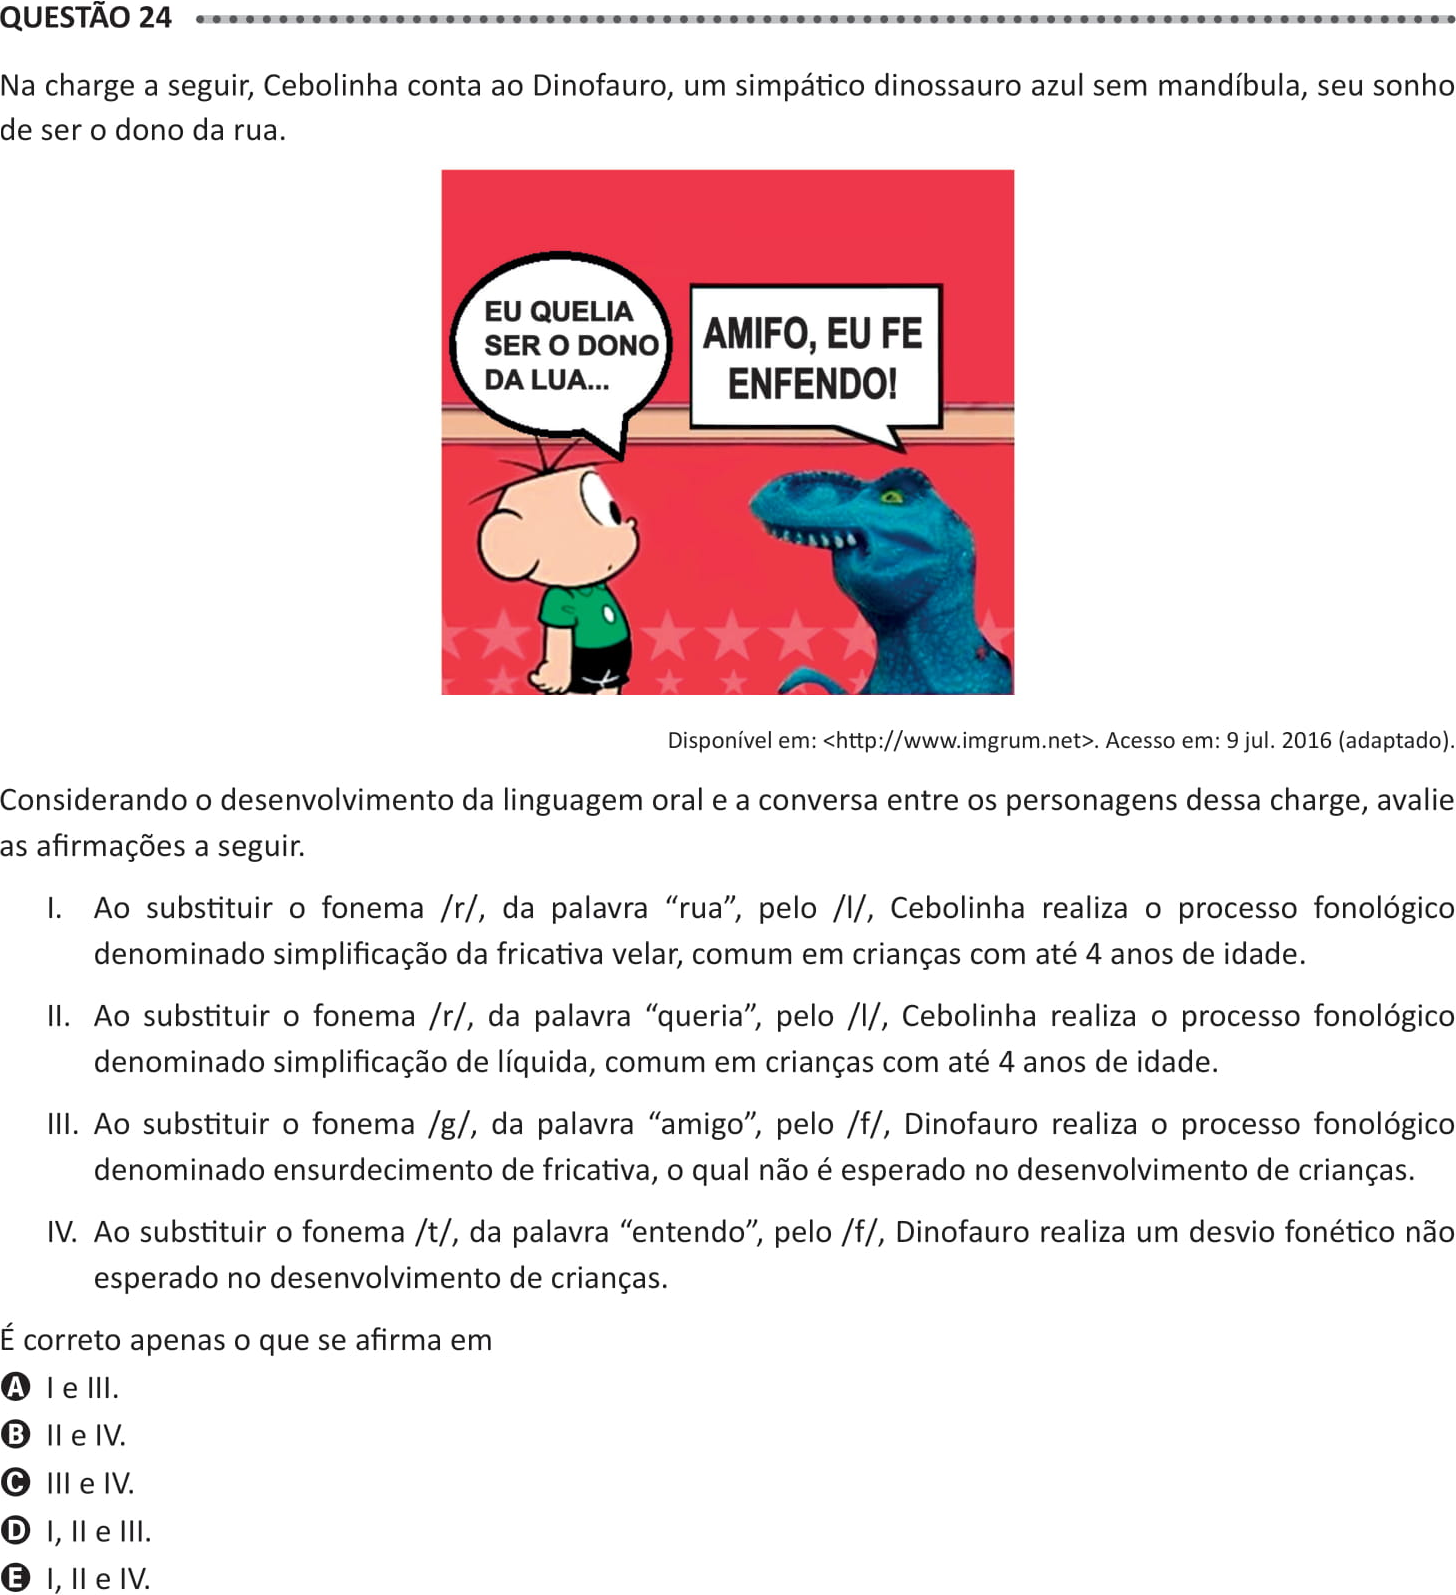 QUESTÃO 24
Na charge a seguir, Cebolinha conta ao Dinofauro, um simpático dinossauro azul sem mandíbula, seu sonho
de ser o dono da rua.
EU QUELIA
SER O DONO
DA LUA...
AMIFO, EU FE
ENFENDO!
Disponível em: <http://www.imgrum.net>. Acesso em: 9 jul. 2016 (adaptado).
Considerando o desenvolvimento da linguagem oral e a conversa entre os personagens dessa charge, avalie
as afirmações a seguir.
I. Ao substituir o fonema /r/, da palavra “rua”, pelo /l/, Cebolinha realiza o processo fonológico
denominado simplificação da fricativa velar, comum em crianças com até 4 anos de idade.
II. Ao substituir o fonema /r/, da palavra “queria”, pelo /l/, Cebolinha realiza o processo fonológico
denominado simplificação de líquida, comum em crianças com até 4 anos de idade.
III. Ao substituir o fonema /g/, da palavra “amigo”, pelo /f/, Dinofauro realiza o processo fonológico
denominado ensurdecimento de fricativa, o qual não é esperado no desenvolvimento de crianças.
IV. Ao substituir o fonema /t/, da palavra “entendo”, pelo /f/, Dinofauro realiza um desvio fonético não
esperado no desenvolvimento de crianças.
É correto apenas o que se afirma em
A I e III.
B II e IV.
C III e IV.
D I, II e III.
E I, II e IV.